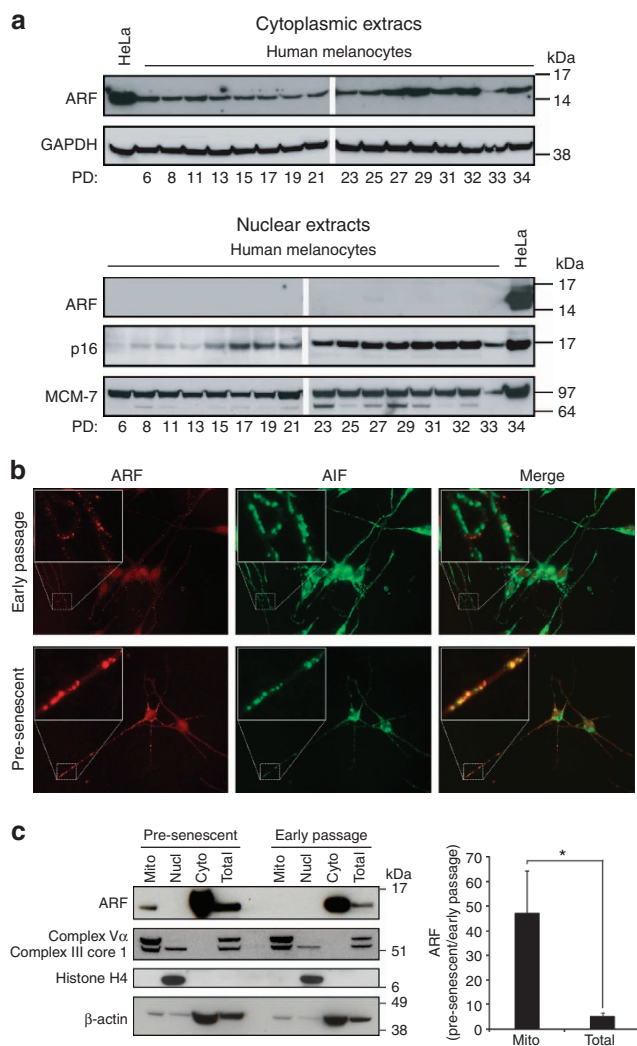 a
Cytoplasmic extracs
HeLa
Human melanocytes
kDa
ARF
17
14
GAPDH
38
PD: 6 8 11 13 15 17 19 21 23 25 27 29 31 32 33 34
Nuclear extracts
Human melanocytes
HeLa
kDa
ARF
17
14
p16
17
MCM-7
97
64
PD: 6 8 11 13 15 17 19 21 23 25 27 29 31 32 33 34
b
ARF AIF Merge
Early passage
Pre-senescent
c
Pre-senescent Early passage
Mito Nucl Cyto Total Mito Nucl Cyto Total
kDa
ARF
17
Complex Vα
Complex III core 1
51
Histone H4
6
β-actin
49
38
ARF
(pre-senescent/early passage)
70
60
50
40
30
20
10
0
*
Mito Total